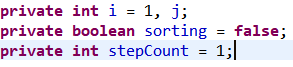 private int i = 1, j;
private boolean sorting = false;
private int stepCount = 1;